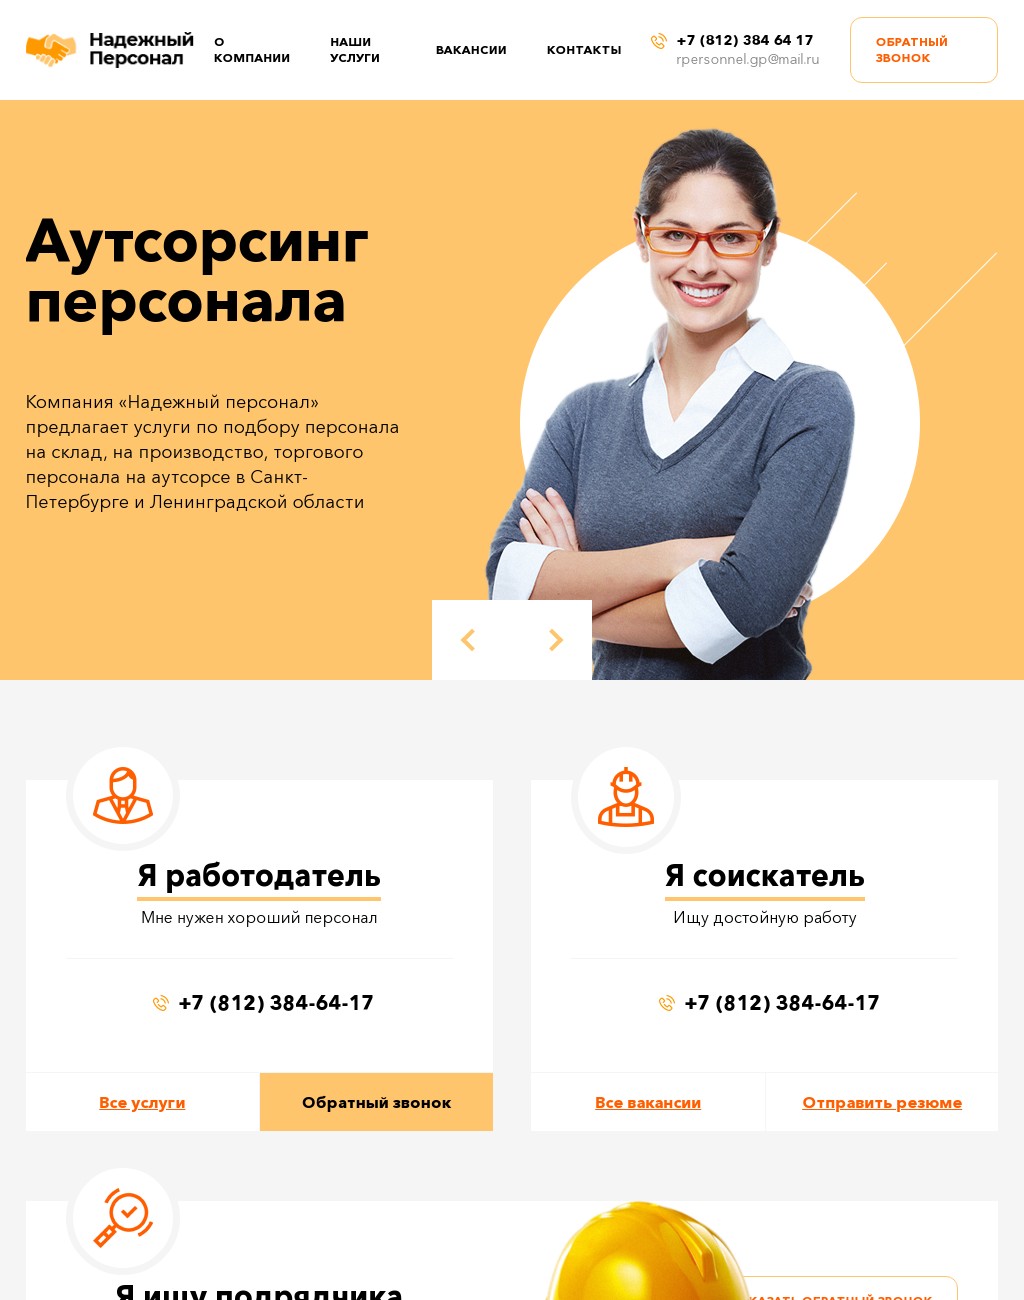 Надежный
Персонал
О
КОМПАНИИ
НАШИ
УСЛУГИ
ВАКАНСИИ
КОНТАКТЫ
+7 (812) 384 64 17
rpersonnel.gp@mail.ru
ОБРАТНЫЙ
ЗВОНОК
Аутсорсинг
персонала
Компания «Надежный персонал»
предлагает услуги по подбору персонала
на склад, на производство, торгового
персонала на аутсорсе в Санкт-
Петербурге и Ленинградской области
Я работодатель
Мне нужен хороший персонал
+7 (812) 384-64-17
Все услуги
Обратный звонок
Я соискатель
Ищу достойную работу
+7 (812) 384-64-17
Все вакансии
Отправить резюме
Я ищу подрядчика
ОБРАТНЫЙ ЗВОНОК